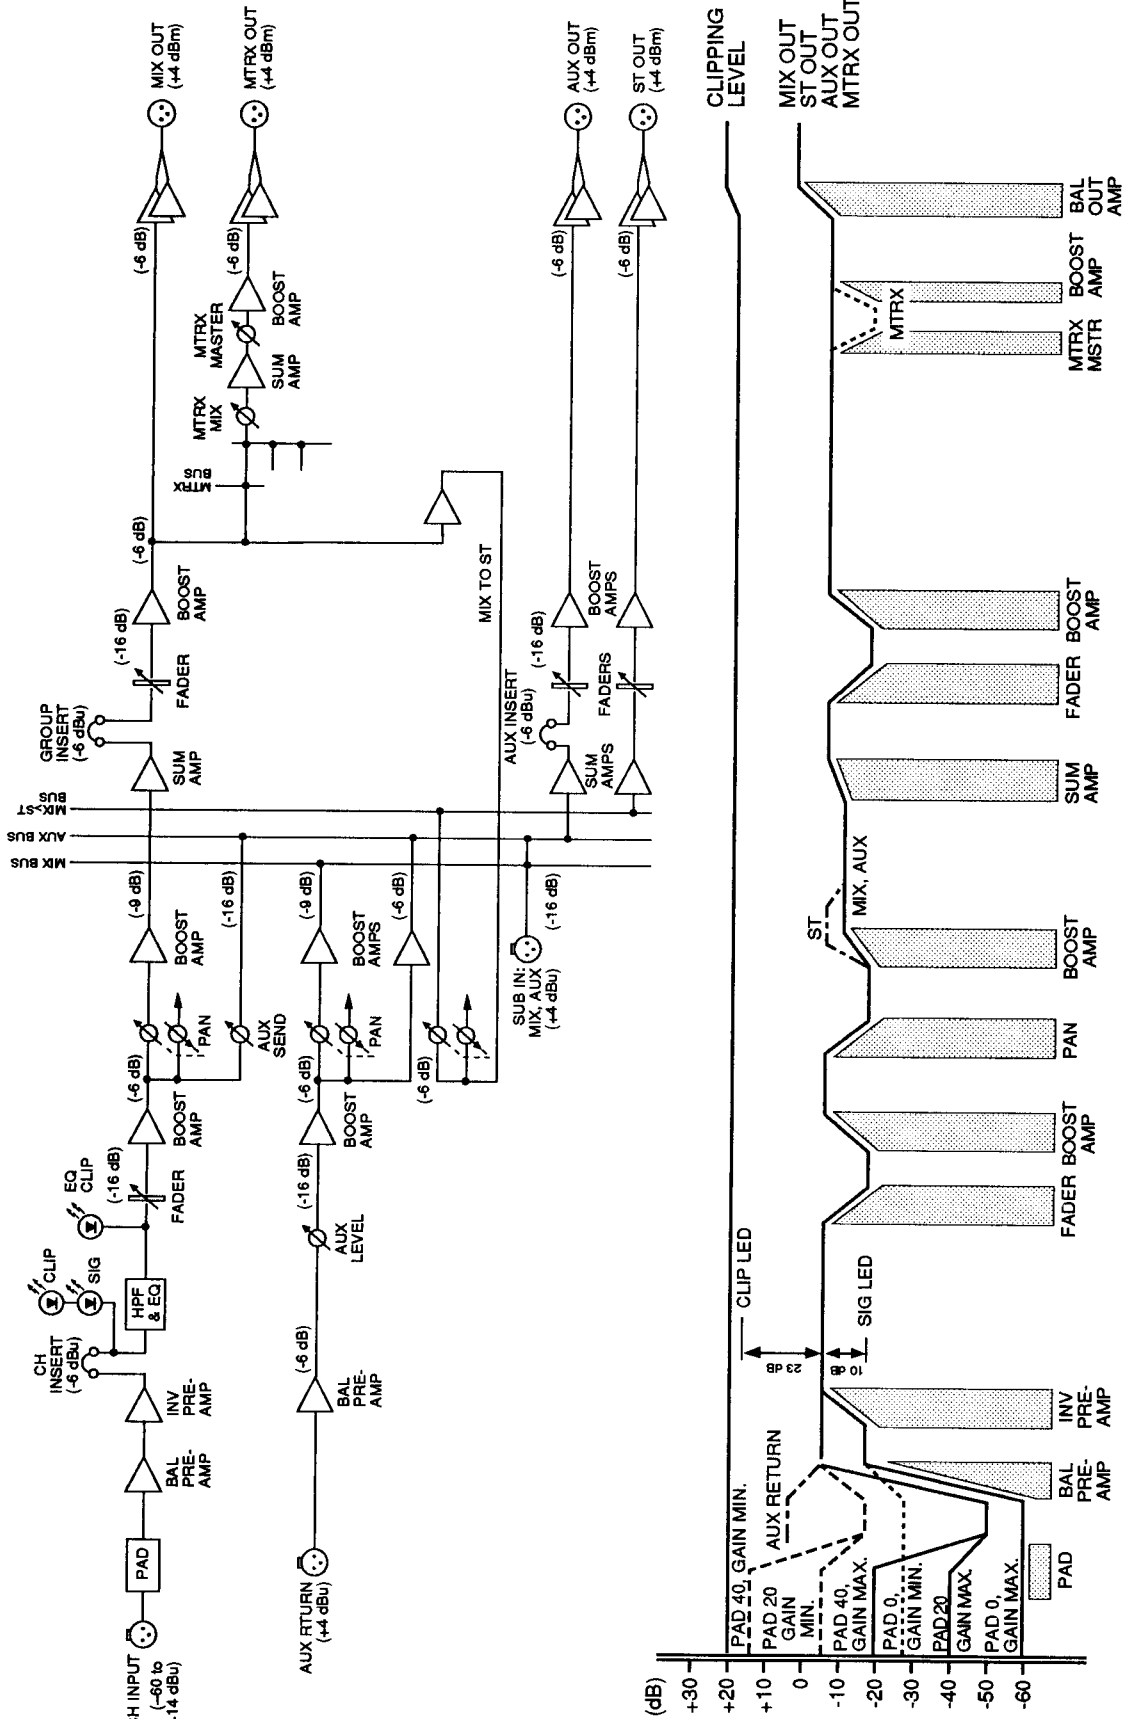 CH INPUT
(–60 to
-14 dBu)
PAD
BAL
PRE-
AMP
INV
PRE-
AMP
CH
INSERT
(-6 dBu)
CLIP
SIG
HPF
& EQ
EQ
CLIP
(-16 dB)
FADER
BOOST
AMP
(-6 dB)
PAN
AUX
SEND
BOOST
AMP
(-9 dB)
(-16 dB)
MIX BUS
AUX BUS
MIX>ST
BUS
SUM
AMP
GROUP
INSERT
(-6 dBu)
FADER
(-16 dB)
BOOST
AMP
(-6 dB)
(-6 dB)
MIX OUT
(+4 dBm)
MTRX
BUS
MTRX
MIX
SUM
AMP
MTRX
MASTER
BOOST
AMP
(-6 dB)
MTRX OUT
(+4 dBm)
AUX RTURN
(+4 dBu)
BAL
PRE-
AMP
(-6 dB)
AUX
LEVEL
(-16 dB)
BOOST
AMP
(-6 dB)
PAN
BOOST
AMPS
(-9 dB)
(-6 dB)
(-6 dB)
MIX TO ST
SUB IN:
MIX, AUX
(+4 dBu)
(-16 dB)
SUM
AMPS
AUX INSERT
(-6 dBu)
FADERS
(-16 dB)
BOOST
AMPS
(-6 dB)
(-6 dB)
AUX OUT
(+4 dBm)
ST OUT
(+4 dBm)
(dB)
+30
+20
+10
0
-10
-20
-30
-40
-50
-60
PAD 40, GAIN MIN.
PAD 20
GAIN
MIN.
PAD 40,
GAIN MAX.
PAD 0,
GAIN MIN.
PAD 20
GAIN MAX.
PAD 0,
GAIN MAX.
AUX RETURN
CLIP LED
23 dB
10 dB
SIG LED
ST
MIX, AUX
MTRX
CLIPPING
LEVEL
MIX OUT
ST OUT
AUX OUT
MTRX OUT
PAD
BAL
PRE-
AMP
INV
PRE-
AMP
FADER
BOOST
AMP
PAN
BOOST
AMP
SUM
AMP
FADER
BOOST
AMP
MTRX
MSTR
BOOST
AMP
BAL
OUT
AMP